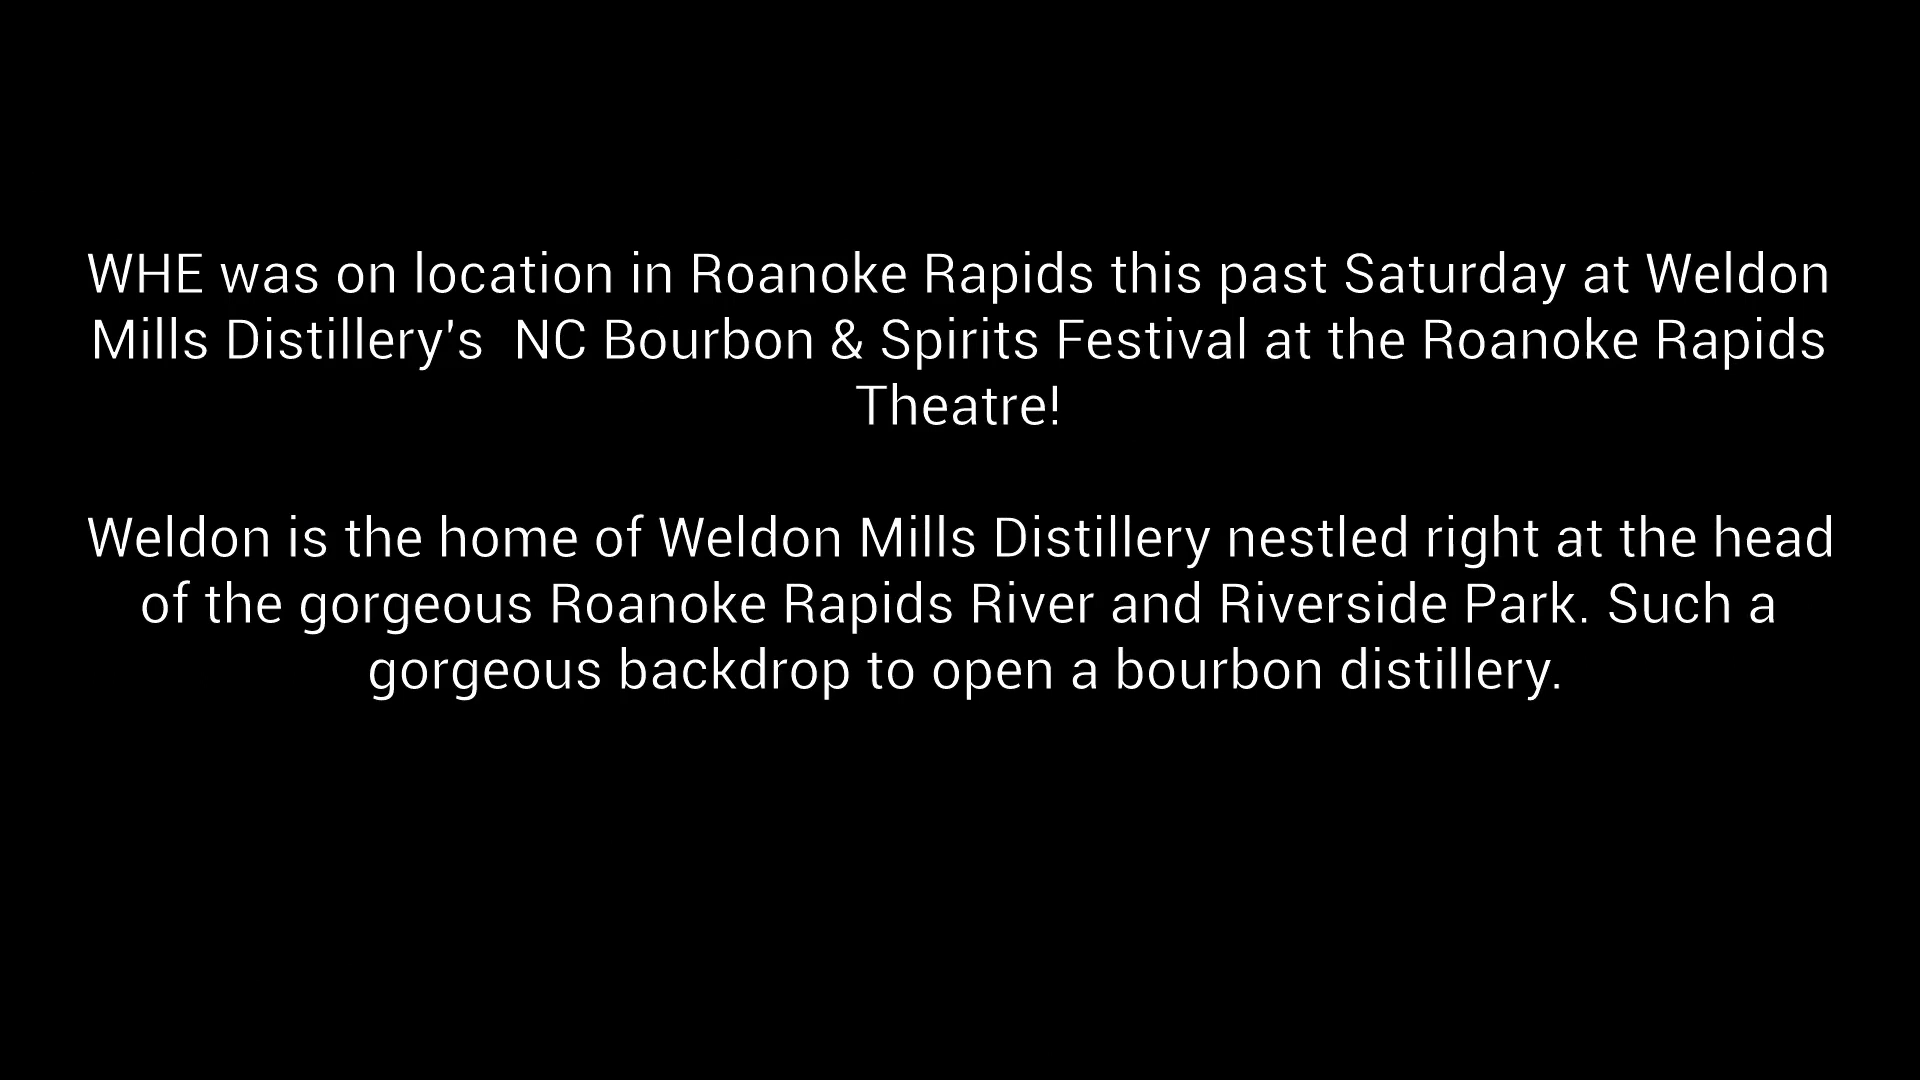 WHE was on location in Roanoke Rapids this past Saturday at Weldon
Mills Distillery's  NC Bourbon & Spirits Festival at the Roanoke Rapids
Theatre!
Weldon is the home of Weldon Mills Distillery nestled right at the head
of the gorgeous Roanoke Rapids River and Riverside Park. Such a
gorgeous backdrop to open a bourbon distillery.